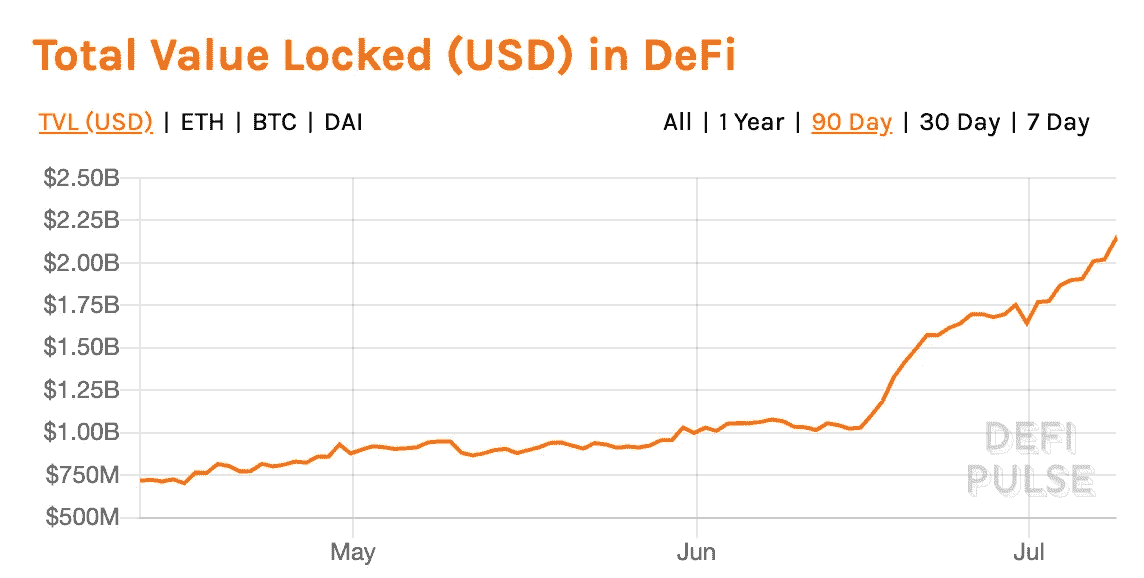 Total Value Locked (USD) in DeFi
TVL (USD) | ETH | BTC | DAI
All | 1 Year | 90 Day | 30 Day | 7 Day
$2.50B
$2.25B
$2.00B
$1.75B
$1.50B
$1.25B
$1.00B
$750M
$500M
DEFI
PULSE
May
Jun
Jul